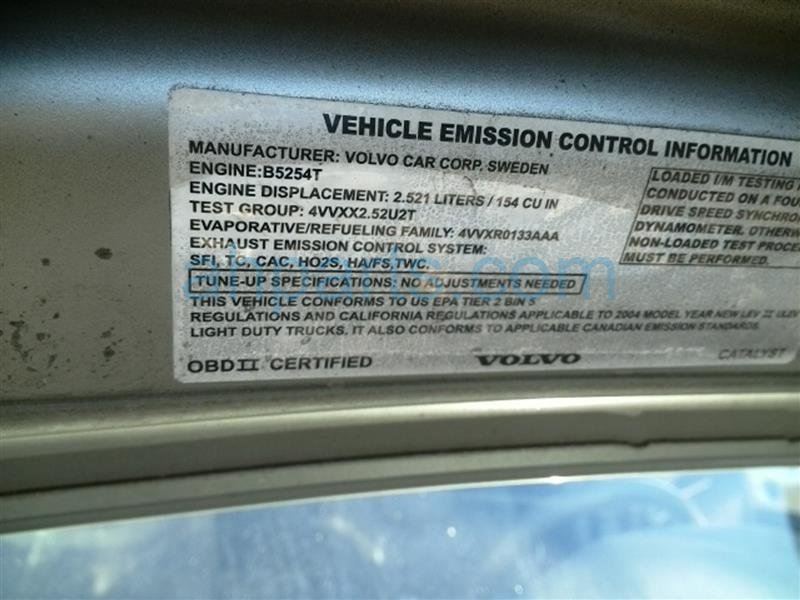 VEHICLE EMISSION CONTROL INFORMATION
MANUFACTURER: VOLVO CAR CORP. SWEDEN
ENGINE:B5254T
ENGINE DISPLACEMENT: 2.521 LITERS / 154 CU IN
TEST GROUP: 4VVXX2.52U2T
EVAPORATIVE/REFUELING FAMILY: 4VVXR0133AAA
EXHAUST EMISSION CONTROL SYSTEM:
SFI, TC, CAC, HO2S, HA/FS,TWC.
TUNE-UP SPECIFICATIONS: NO ADJUSTMENTS NEEDED
THIS VEHICLE CONFORMS TO US EPA TIER 2 BIN 5
REGULATIONS AND CALIFORNIA REGULATIONS APPLICABLE TO 2004 MODEL YEAR NEW LEV II ULEV
LIGHT DUTY TRUCKS. IT ALSO CONFORMS TO APPLICABLE CANADIAN EMISSION STANDARDS.
OBD II CERTIFIED
VOLVO
CATALYST
LOADED I/M TESTING
CONDUCTED ON A FOU
DRIVE SPEED SYNCHRO
DYNAMOMETER. OTHERW
NON-LOADED TEST PROCE
MAY BE PERFORMED.